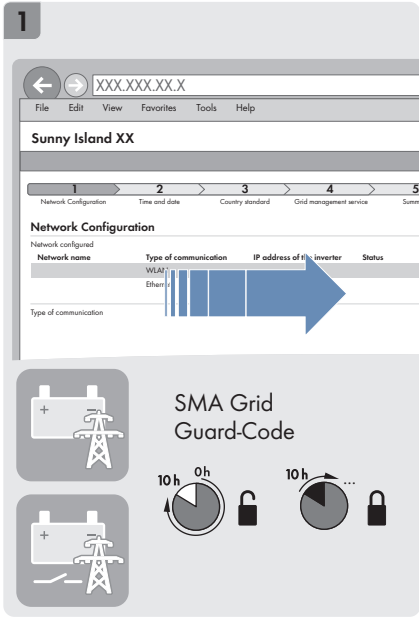 1
XXX.XXX.XX.X
File Edit View Favorites Tools Help
Sunny Island XX
1 2 3 4 5
Network Configuration Time and date Country standard Grid management service
Network Configuration
Network configured
Network name Type of communication IP address of the inverter Status
Type of communication
SMA Grid
Guard-Code
10 h 0 h 10 h ...
+ −
+ −